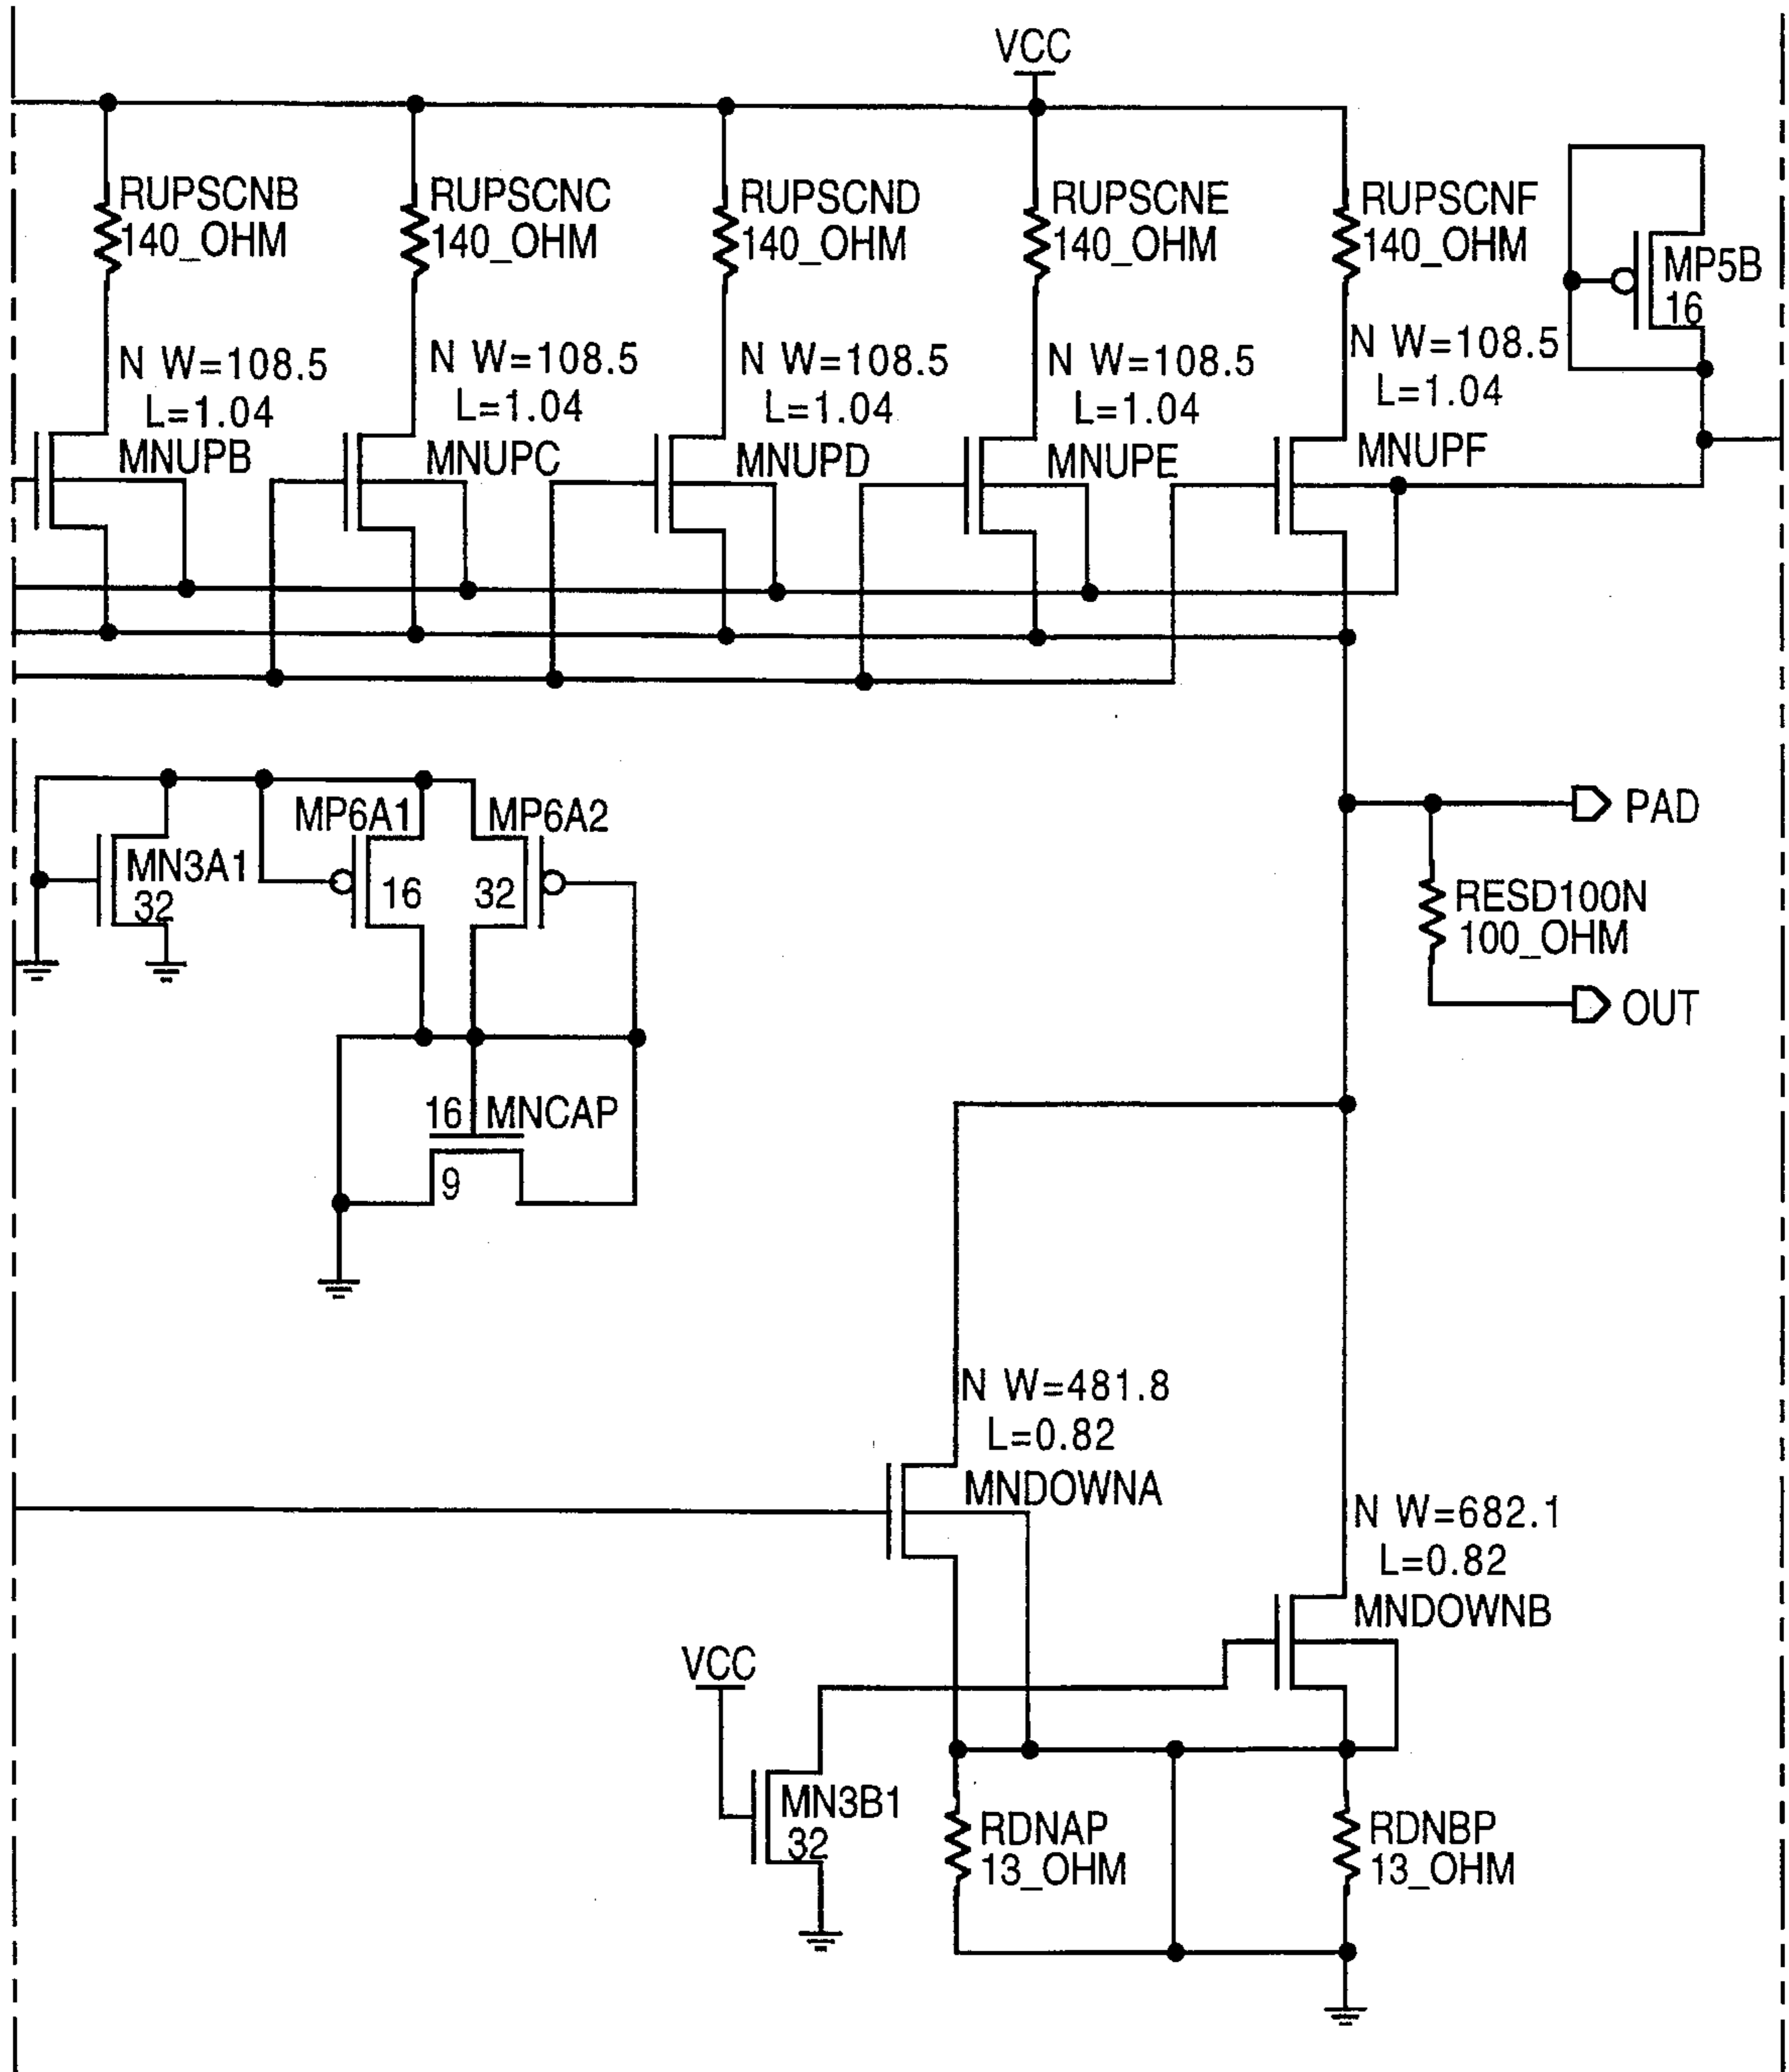 VCC
RUPSCNB
140_OHM
RUPSCNC
140_OHM
RUPSCND
140_OHM
RUPSCNE
140_OHM
RUPSCNF
140_OHM
MP5B
16
N W=108.5
L=1.04
MNUPB
N W=108.5
L=1.04
MNUPC
N W=108.5
L=1.04
MNUPD
N W=108.5
L=1.04
MNUPE
N W=108.5
L=1.04
MNUPF
MN3A1
32
MP6A1
16
MP6A2
32
PAD
RESD100N
100_OHM
OUT
16 MNCAP
9
N W=481.8
L=0.82
MNDOWNA
N W=682.1
L=0.82
MNDOWNB
VCC
MN3B1
32
RDNAP
13_OHM
RDNBP
13_OHM